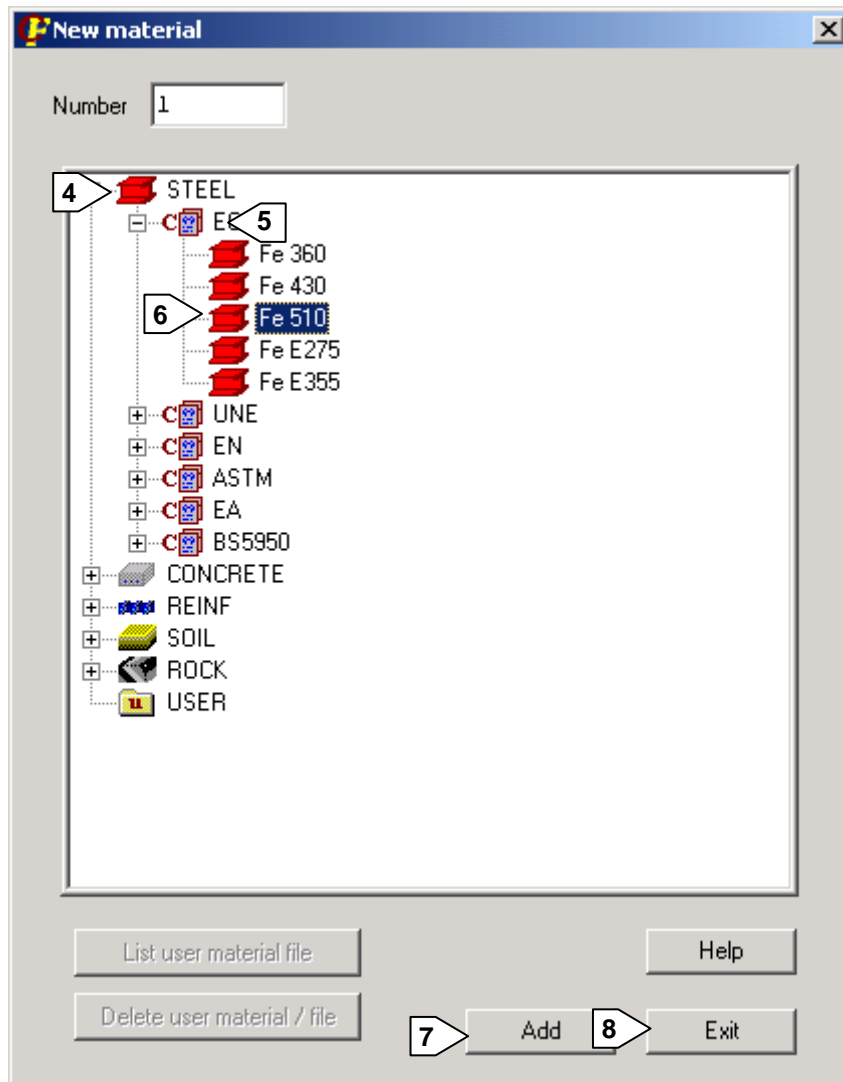 New material
Number 1
4 STEEL
5
Fe 360
Fe 430
6 Fe 510
Fe E275
Fe E355
UNE
EN
ASTM
EA
BS5950
CONCRETE
REINF
SOIL
ROCK
u USER
List user material file Help
Delete user material / file 7 Add 8 Exit